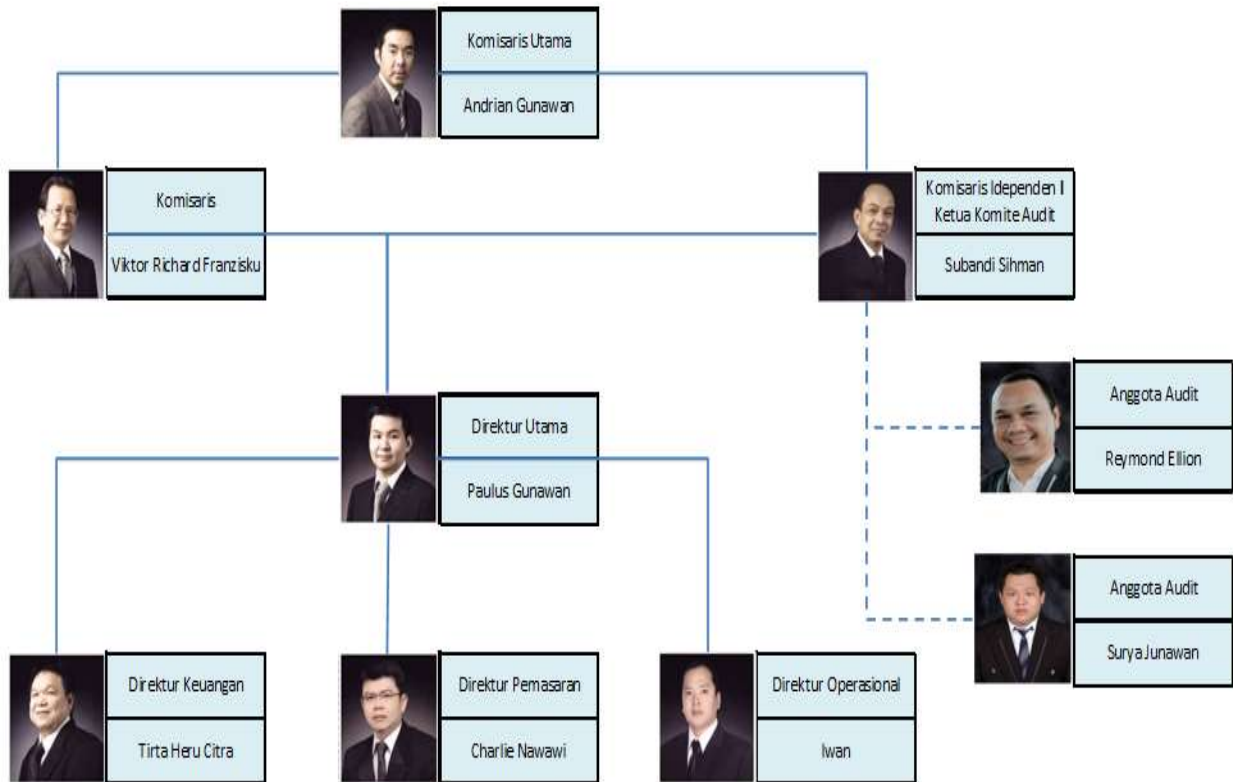 Komisaris Utama
Andrian Gunawan
Komisaris
Viktor Richard Franzisku
Komisaris Idependen I
Ketua Komite Audit
Subandi Sihman
Anggota Audit
Reymond Ellion
Direktur Utama
Paulus Gunawan
Anggota Audit
Surya Junawan
Direktur Keuangan
Tirta Heru Citra
Direktur Pemasaran
Charlie Nawawi
Direktur Operasional
Iwan